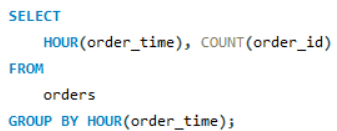 SELECT
HOUR(order_time), COUNT(order_id)
FROM
orders
GROUP BY HOUR(order_time);